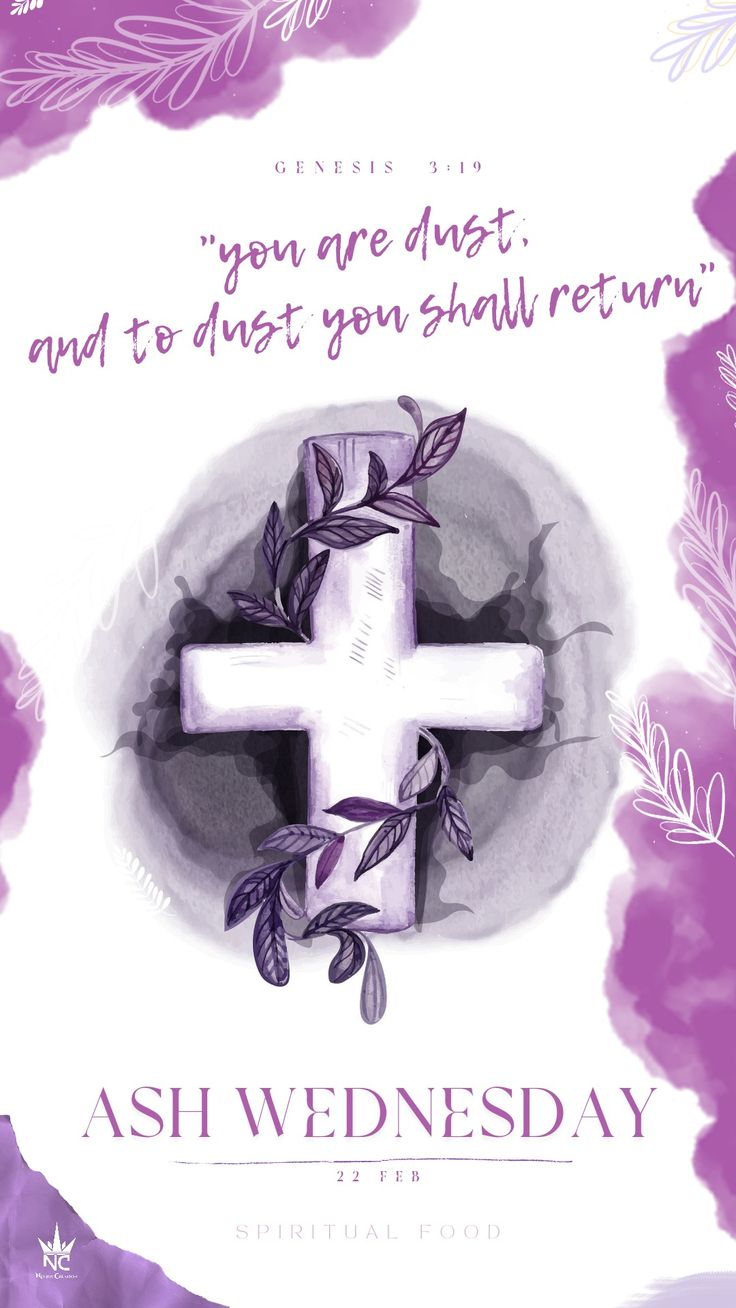 GENESIS 3:19
"you are dust,
and to dust you shall return"
ASH WEDNESDAY
22 FEB
SPIRITUAL FOOD
NC